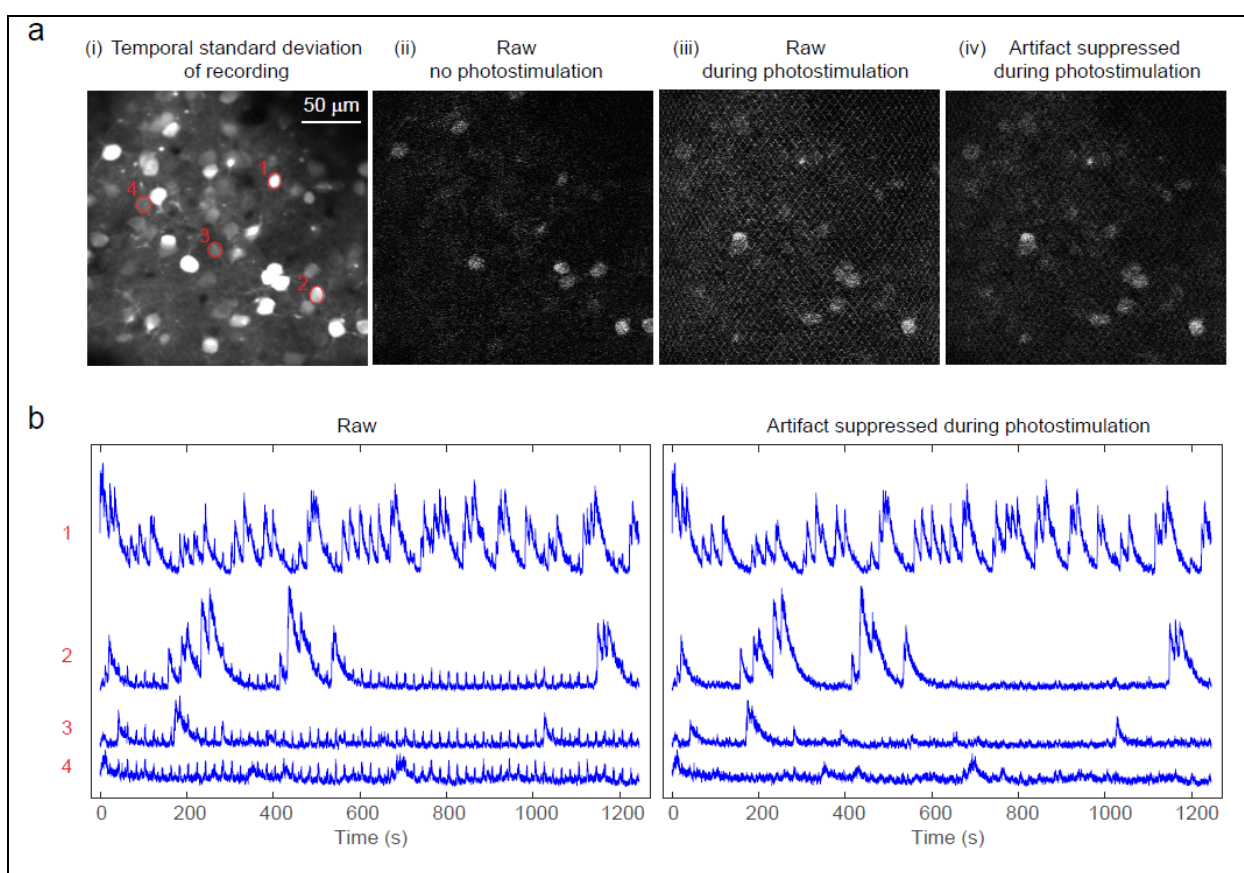 a
(i) Temporal standard deviation
of recording
(ii) Raw
no photostimulation
(iii) Raw
during photostimulation
(iv) Artifact suppressed
during photostimulation
50 μm
1
4
3
2
b
Raw
Artifact suppressed during photostimulation
1
2
3
4
0 200 400 600 800 1000 1200
0 200 400 600 800 1000 1200
Time (s)
Time (s)